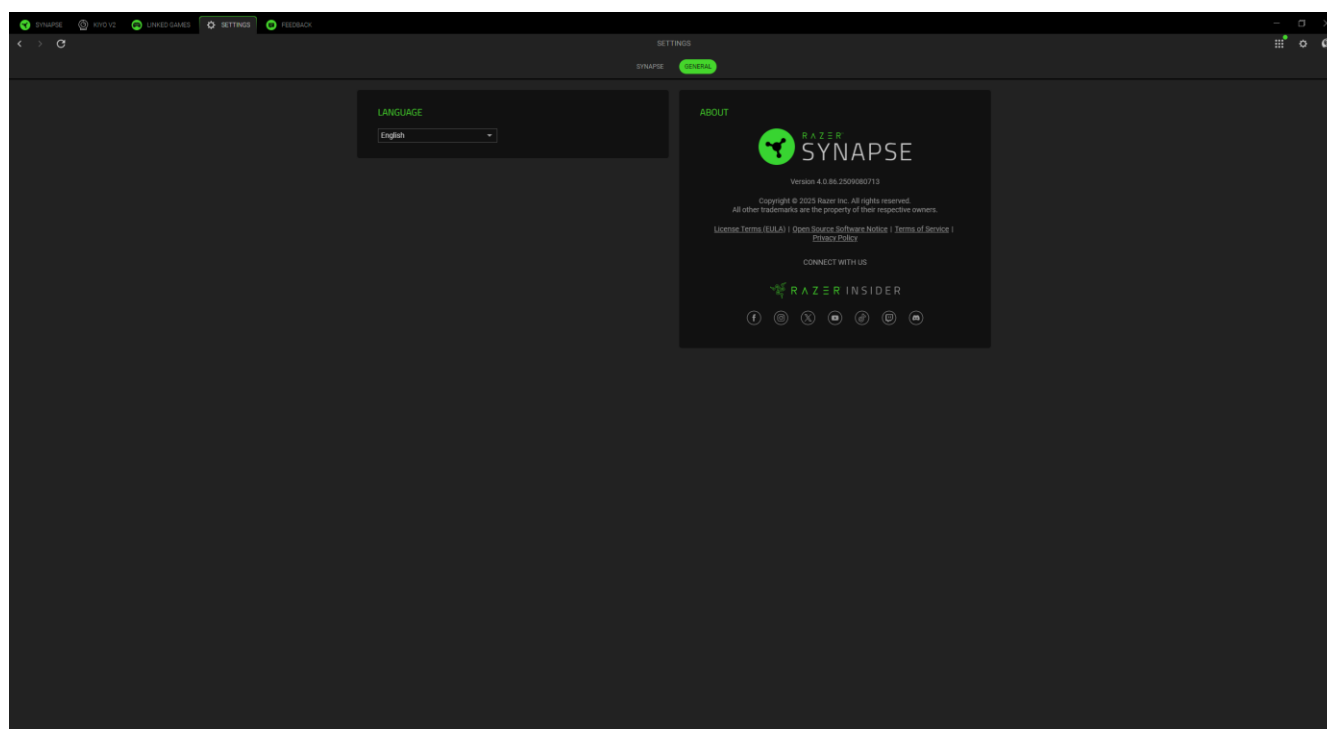 SYNAPSE KIYO V2 LINKED GAMES SETTINGS FEEDBACK
SETTINGS
SYNAPSE GENERAL
LANGUAGE
English
ABOUT
RAZER
SYNAPSE
Version 4.0.86.2509080713
Copyright © 2025 Razer Inc. All rights reserved.
All other trademarks are the property of their respective owners.
License Terms (EULA) | Open Source Software Notice | Terms of Service |
Privacy Policy
CONNECT WITH US
RAZER INSIDER